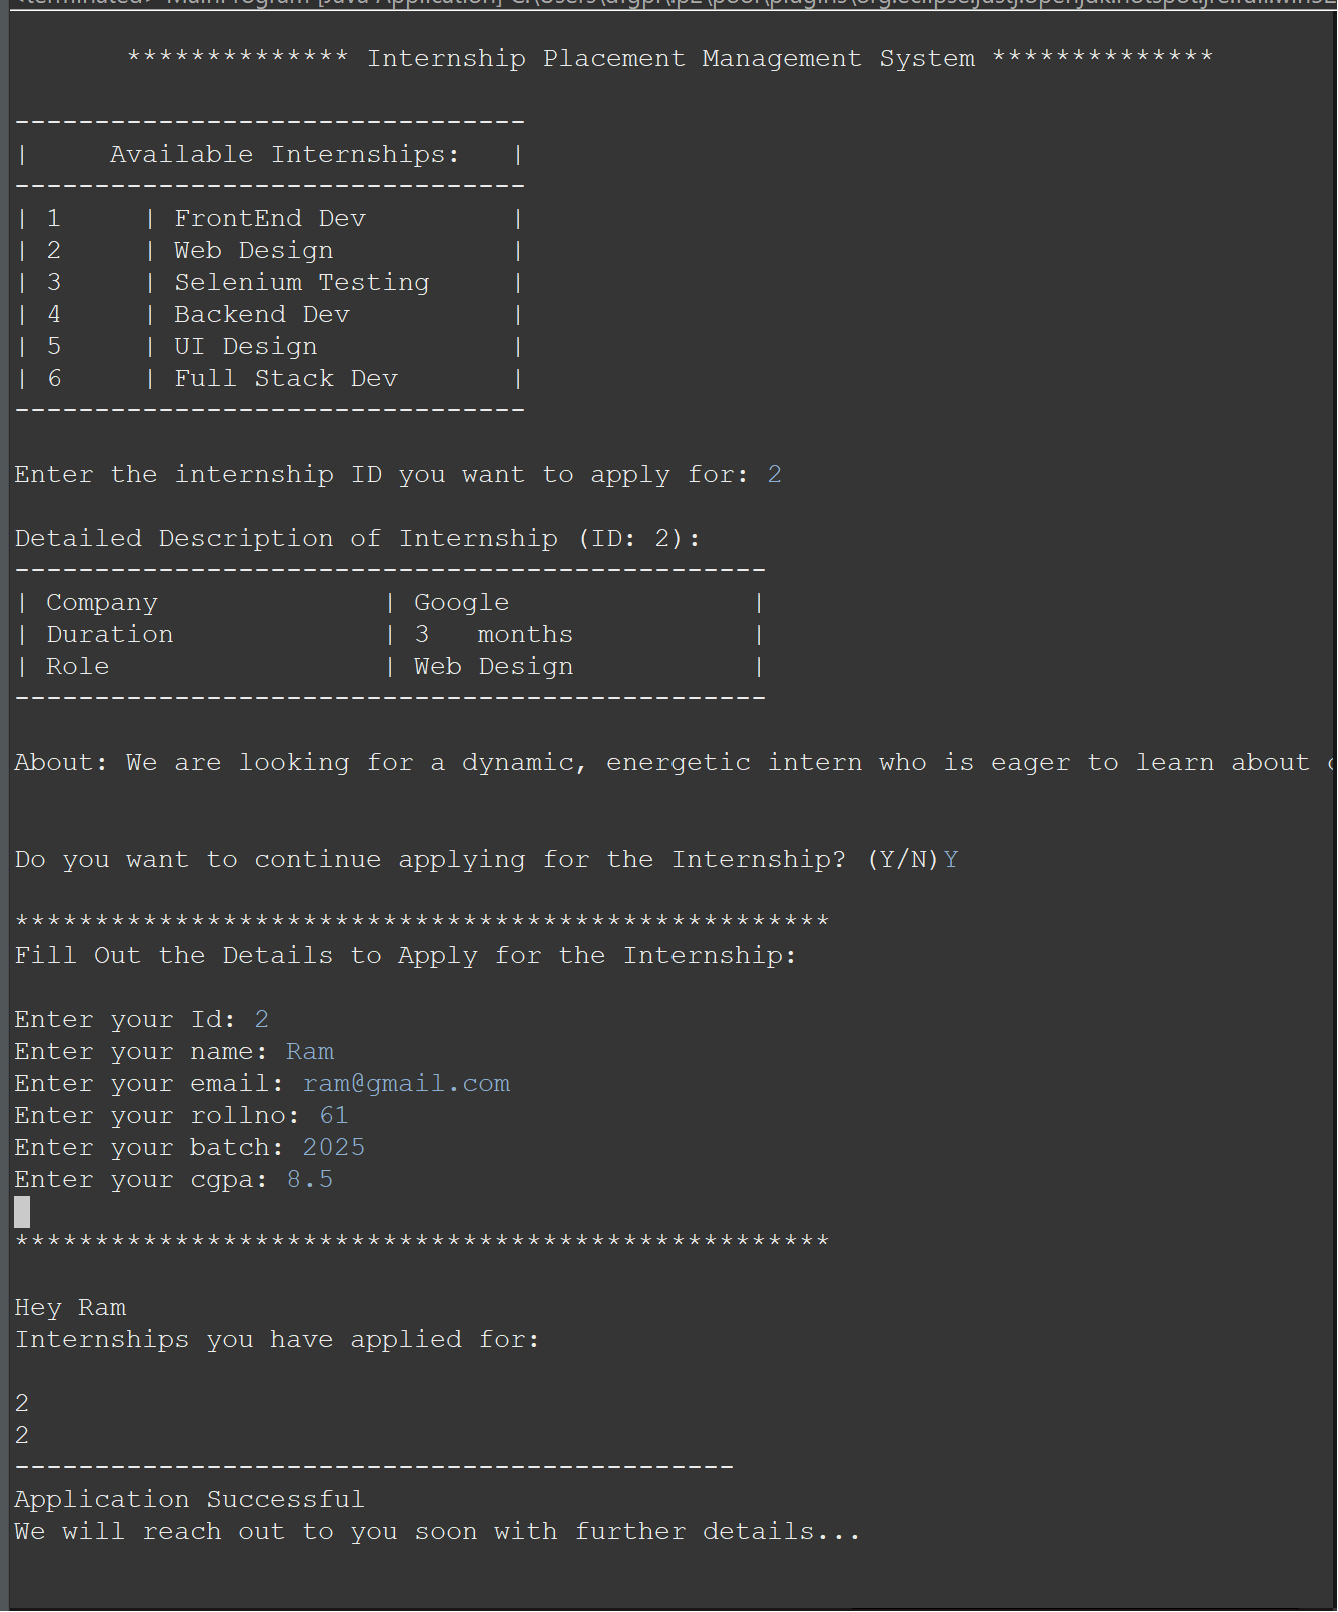 ************** Internship Placement Management System **************
--------------------------------
|     Available Internships:   |
--------------------------------
| 1     | FrontEnd Dev         |
| 2     | Web Design           |
| 3     | Selenium Testing     |
| 4     | Backend Dev          |
| 5     | UI Design            |
| 6     | Full Stack Dev       |
--------------------------------
Enter the internship ID you want to apply for: 2
Detailed Description of Internship (ID: 2):
-----------------------------------------------
| Company              | Google               |
| Duration             | 3   months           |
| Role                 | Web Design           |
-----------------------------------------------
About: We are looking for a dynamic, energetic intern who is eager to learn about
Do you want to continue applying for the Internship? (Y/N)Y
***************************************************
Fill Out the Details to Apply for the Internship:
Enter your Id: 2
Enter your name: Ram
Enter your email: ram@gmail.com
Enter your rollno: 61
Enter your batch: 2025
Enter your cgpa: 8.5
***************************************************
Hey Ram
Internships you have applied for:
2
2
---------------------------------------------
Application Successful
We will reach out to you soon with further details...